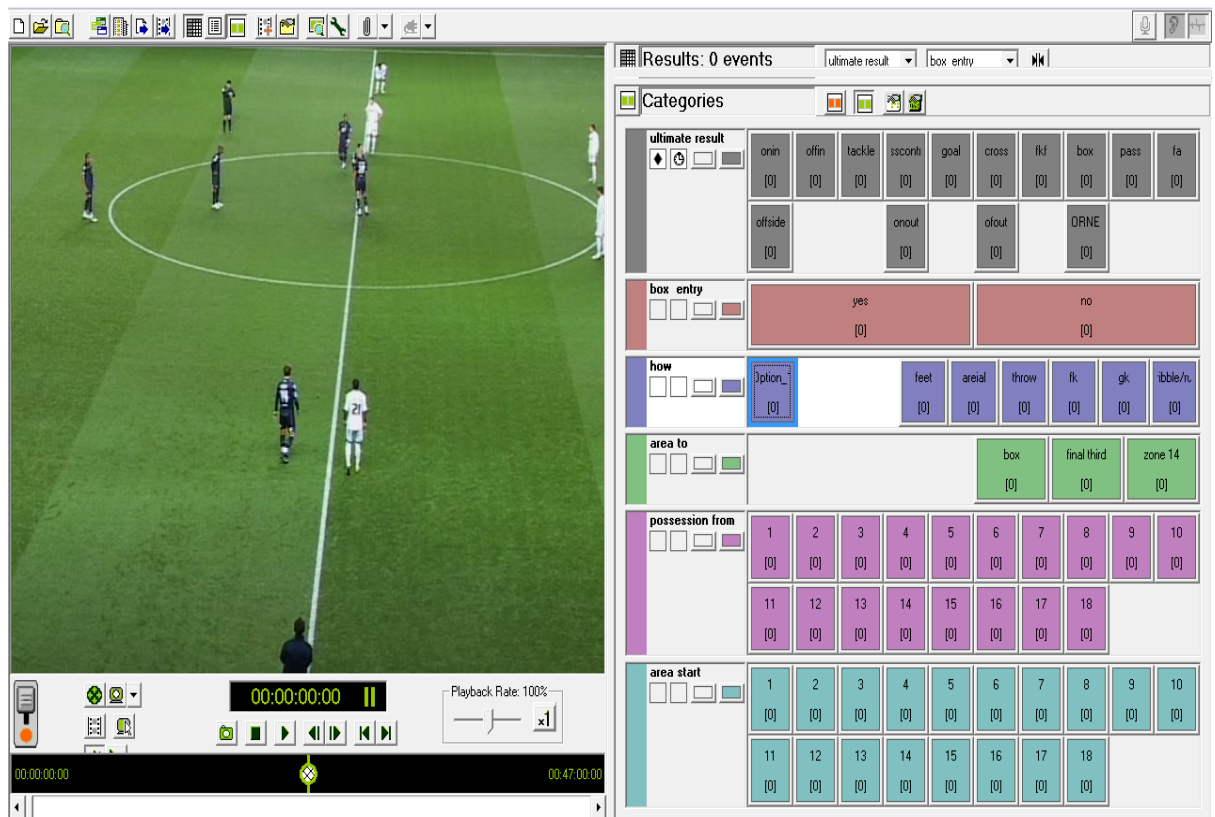 Results: 0 events
ultimate result
box entry
Categories
ultimate result
onin offin tackle ssconti goal cross fkf box pass fa
[0] [0] [0] [0] [0] [0] [0] [0] [0] [0]
offside onout ofout ORNE
[0] [0] [0] [0]
box entry
yes no
[0] [0]
how
Option_1 feet areial throw fk gk ibble/ru
[0] [0] [0] [0] [0] [0] [0]
area to
box final third zone 14
[0] [0] [0]
possession from
1 2 3 4 5 6 7 8 9 10
[0] [0] [0] [0] [0] [0] [0] [0] [0] [0]
11 12 13 14 15 16 17 18
[0] [0] [0] [0] [0] [0] [0] [0]
area start
1 2 3 4 5 6 7 8 9 10
[0] [0] [0] [0] [0] [0] [0] [0] [0] [0]
11 12 13 14 15 16 17 18
[0] [0] [0] [0] [0] [0] [0] [0]
21
4
00:00:00:00
Playback Rate: 100%
x1
00:00:00:00 00:47:00:00